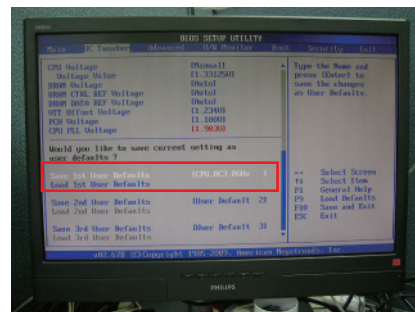 BIOS SETUP UTILITY
Main OC Tweaker Advanced H/W Monitor Boot Security Exit
CPU Voltage [Manual]
Voltage Value [1.33125V]
DRAM Voltage [Auto]
DRAM CTRL REF Voltage [Auto]
DRAM DATA REF Voltage [Auto]
VTT Offset Voltage
PCH Voltage
CPU PLL Voltage
Would you like to save current setting as
user defaults ?
Save 1st User Defaults
Load 1st User Defaults
Save 2nd User Defaults [User Default 2]
Load 2nd User Defaults
Save 3rd User Defaults [User Default 3]
Load 3rd User Defaults
Type the Name and
press [Enter] to
save the changes
as User Defaults.
Select Screen
Select Item
F1 General Help
F9 Load Defaults
F10 Save and Exit
ESC Exit
(C)Copyright 1985-2009, American Megatrends, Inc.
PHILIPS